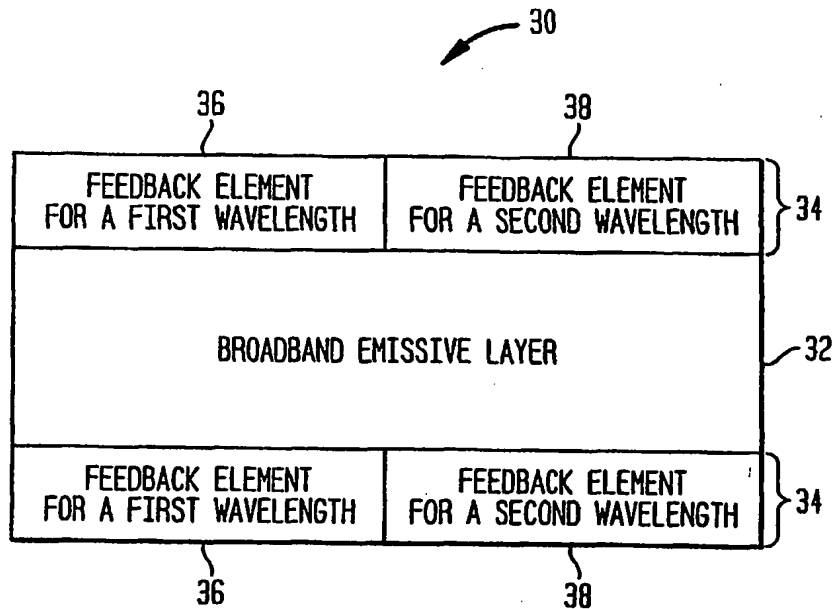 30
36
38
FEEDBACK ELEMENT
FOR A FIRST WAVELENGTH
FEEDBACK ELEMENT
FOR A SECOND WAVELENGTH
34
BROADBAND EMISSIVE LAYER
32
FEEDBACK ELEMENT
FOR A FIRST WAVELENGTH
FEEDBACK ELEMENT
FOR A SECOND WAVELENGTH
34
36
38